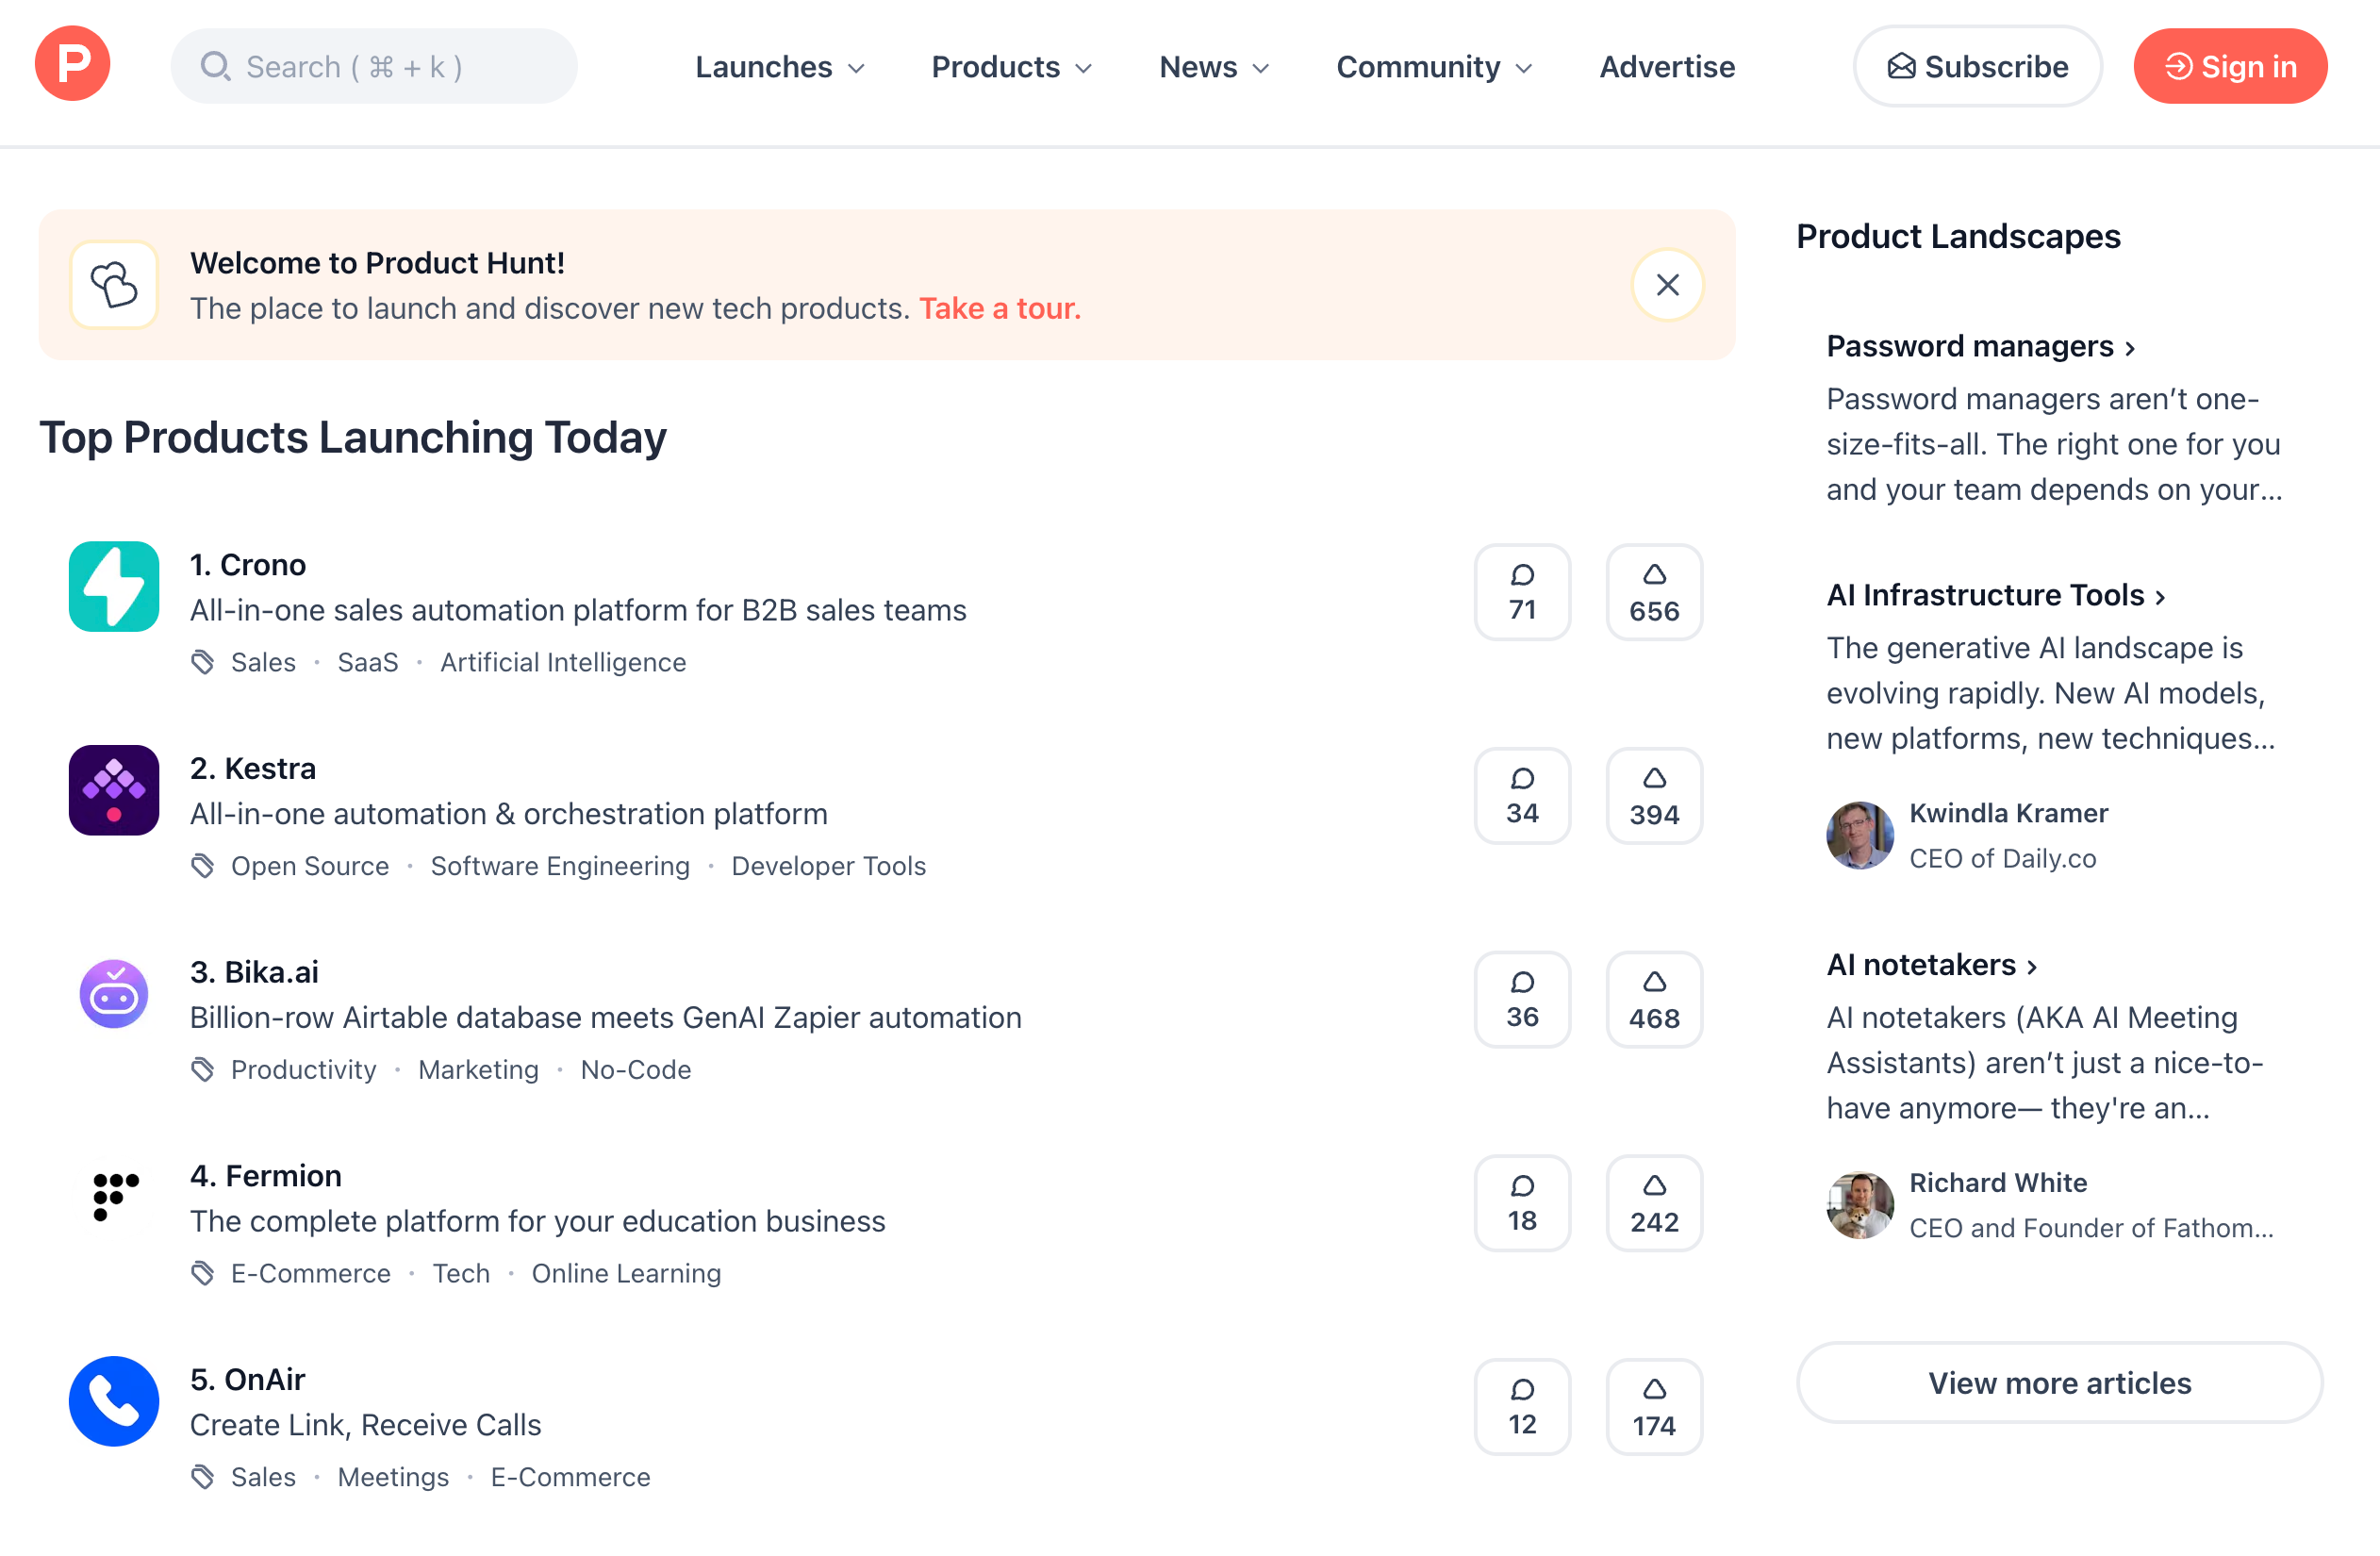 P
Search ( ⌘ + k )
Launches
Products
News
Community
Advertise
Subscribe
Sign in
Welcome to Product Hunt!
The place to launch and discover new tech products. Take a tour.
Top Products Launching Today
1. Crono
All-in-one sales automation platform for B2B sales teams
Sales • SaaS • Artificial Intelligence
71
656
2. Kestra
All-in-one automation & orchestration platform
Open Source • Software Engineering • Developer Tools
34
394
3. Bika.ai
Billion-row Airtable database meets GenAI Zapier automation
Productivity • Marketing • No-Code
36
468
4. Fermion
The complete platform for your education business
E-Commerce • Tech • Online Learning
18
242
5. OnAir
Create Link, Receive Calls
Sales • Meetings • E-Commerce
12
174
Product Landscapes
Password managers ›
Password managers aren’t one-
size-fits-all. The right one for you
and your team depends on your...
AI Infrastructure Tools ›
The generative AI landscape is
evolving rapidly. New AI models,
new platforms, new techniques...
Kwindla Kramer
CEO of Daily.co
AI notetakers ›
AI notetakers (AKA AI Meeting
Assistants) aren’t just a nice-to-
have anymore— they're an...
Richard White
CEO and Founder of Fathom...
View more articles